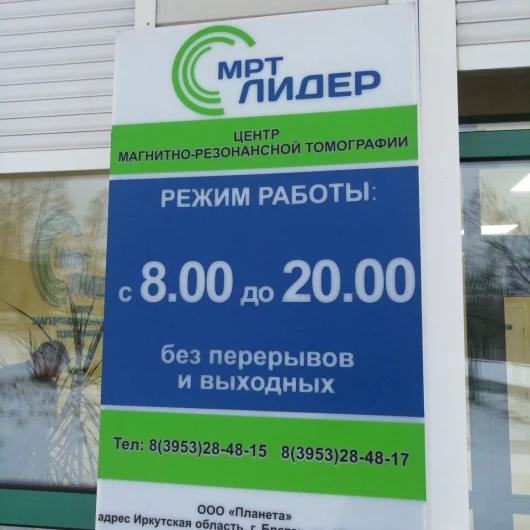 МРТ
ЛИДЕР
ЦЕНТР
МАГНИТНО-РЕЗОНАНСНОЙ ТОМОГРАФИИ
РЕЖИМ РАБОТЫ:
с 8.00 до 20.00
без перерывов
и выходных
Тел: 8(3953)28-48-15 8(3953)28-48-17
ООО «Планета»
адрес Иркутская область, г.